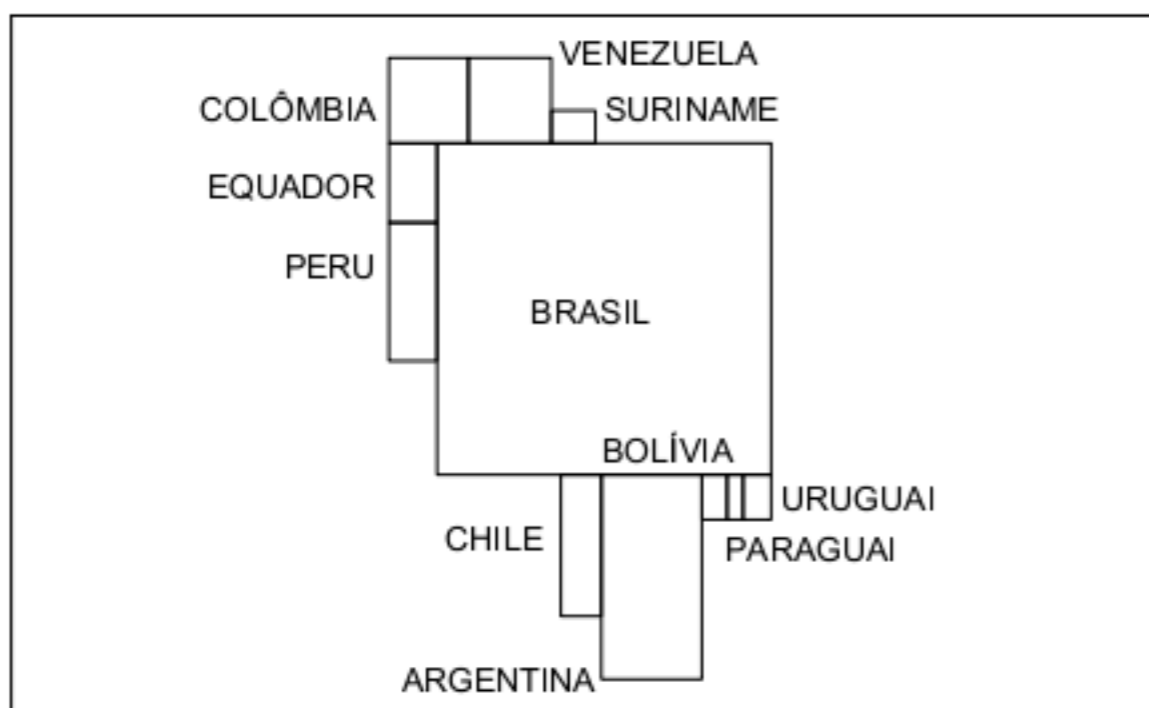 VENEZUELA
COLÔMBIA
SURINAME
EQUADOR
PERU
BRASIL
BOLÍVIA
URUGUAI
CHILE
PARAGUAI
ARGENTINA